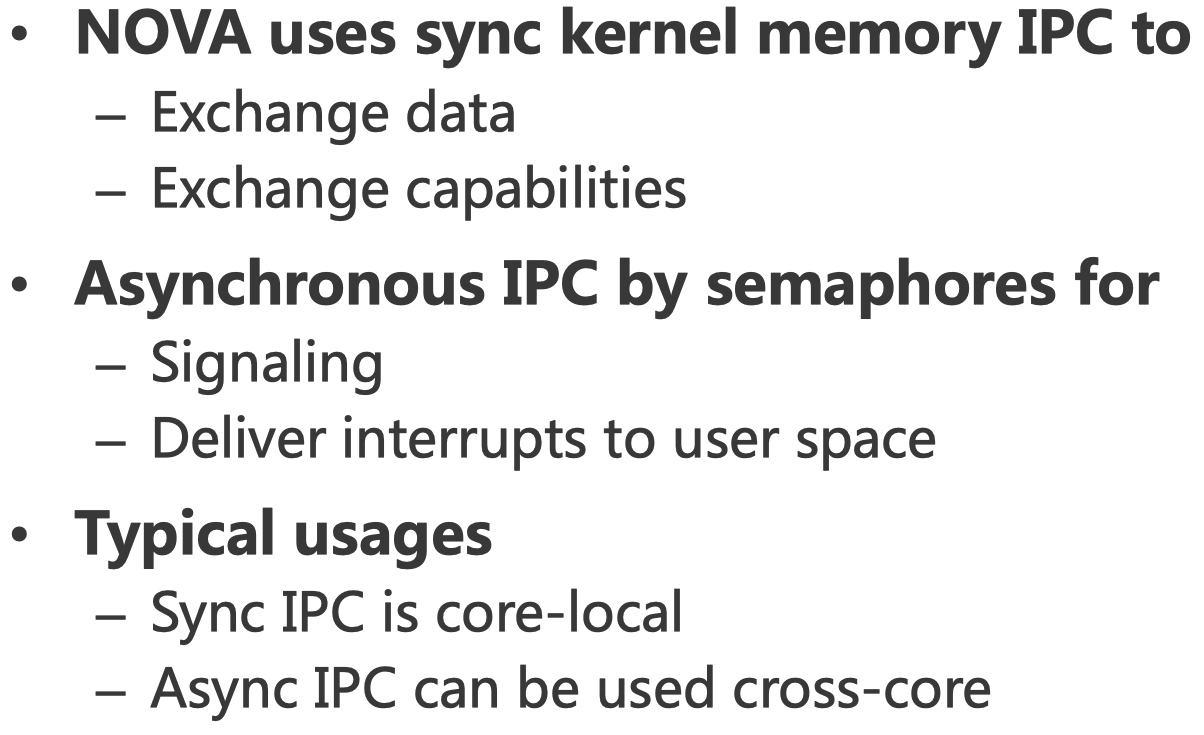 • NOVA uses sync kernel memory IPC to
– Exchange data
– Exchange capabilities
• Asynchronous IPC by semaphores for
– Signaling
– Deliver interrupts to user space
• Typical usages
– Sync IPC is core-local
– Async IPC can be used cross-core